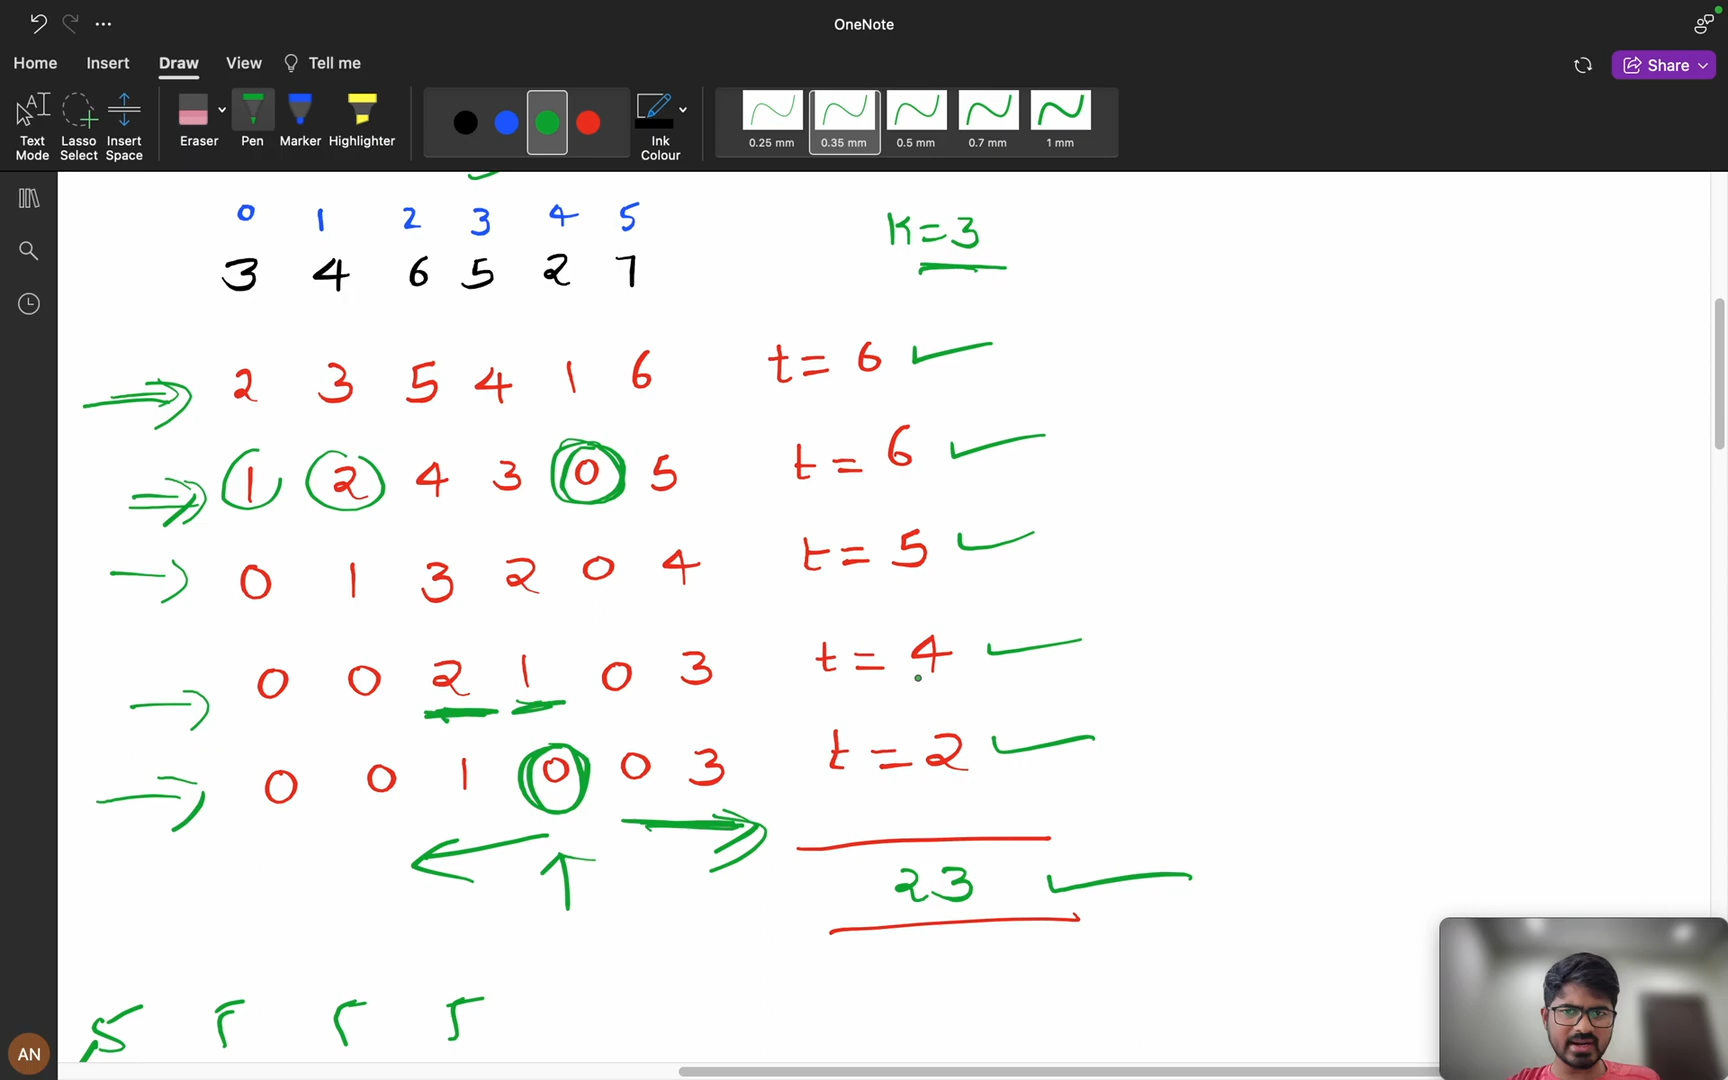 OneNote
Home Insert Draw View Tell me
Share
Text Mode
Lasso Select
Insert Space
Eraser
Pen
Marker
Highlighter
Ink Colour
0.25 mm
0.35 mm
0.5 mm
0.7 mm
1 mm
0 1 2 3 4 5
K=3
3 4 6 5 2 7
2 3 5 4 1 6 t = 6
1 2 4 3 0 5 t = 6
0 1 3 2 0 4 t = 5
0 0 2 1 0 3 t = 4
0 0 1 0 0 3 t = 2
23
5
AN